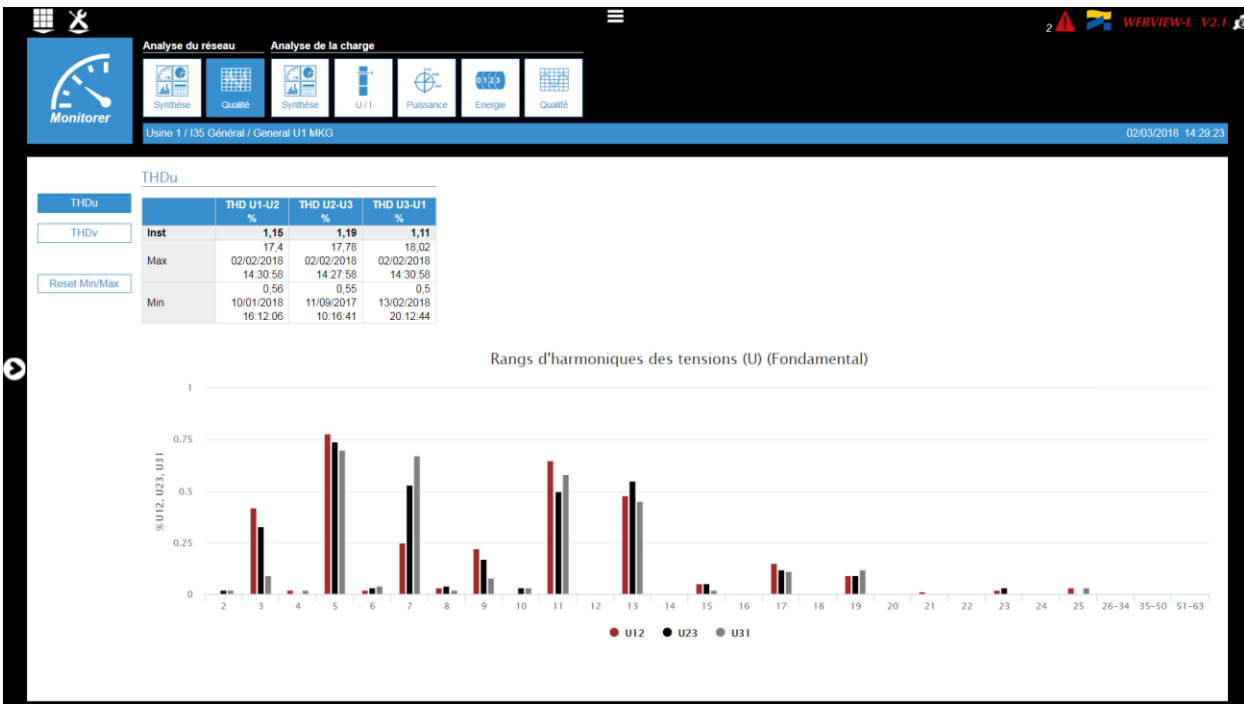 2
WEBVIEW-L V2.1
Analyse du réseau Analyse de la charge
Synthèse Qualité Synthèse U / I Puissance Energie Qualité
0 1 2,3
Monitorer
Usine 1 / I35 Général / General U1 MKG 02/03/2018 14:29:23
THDu
THDu
THDv
Reset Min/Max
THD U1-U2 THD U2-U3 THD U3-U1
% % %
Inst 1,15 1,19 1,11
17,4 17,78 18,02
Max 02/02/2018 02/02/2018 02/02/2018
14:30:58 14:27:58 14:30:58
0,56 0,55 0,5
Min 10/01/2018 11/09/2017 13/02/2018
16:12:06 10:16:41 20:12:44
Rangs d'harmoniques des tensions (U) (Fondamental)
% U12, U23, U31
1
0.75
0.5
0.25
0
2 3 4 5 6 7 8 9 10 11 12 13 14 15 16 17 18 19 20 21 22 23 24 25 26-34 35-50 51-63
U12 U23 U31